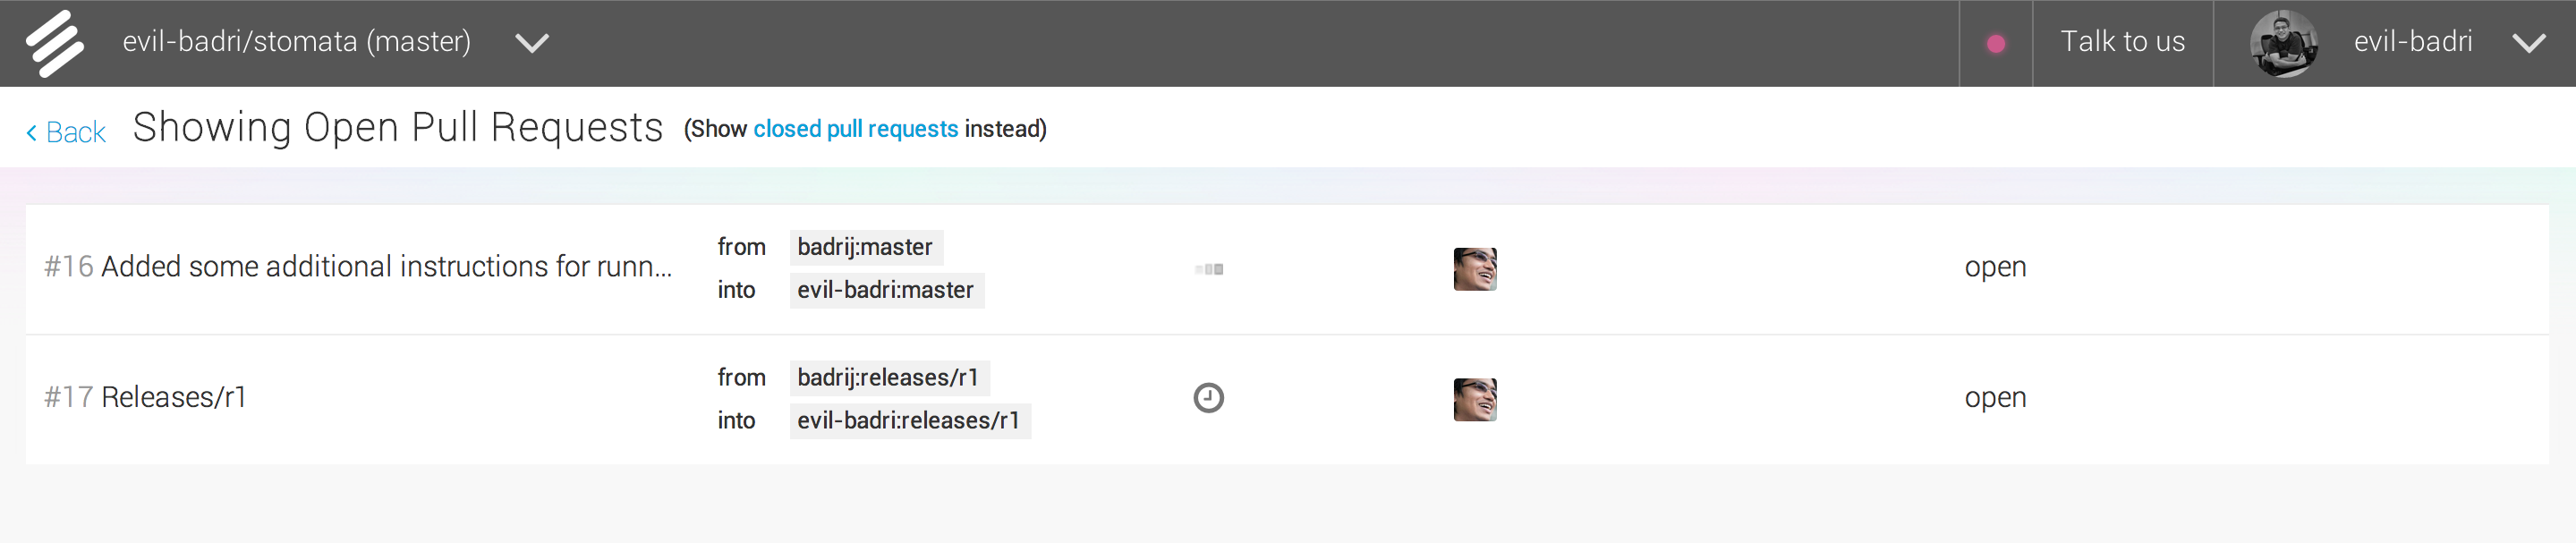 evil-badri/stomata (master)
Talk to us
evil-badri
Back Showing Open Pull Requests (Show closed pull requests instead)
#16 Added some additional instructions for runn...
from badrij:master
into evil-badri:master
open
#17 Releases/r1
from badrij:releases/r1
into evil-badri:releases/r1
open